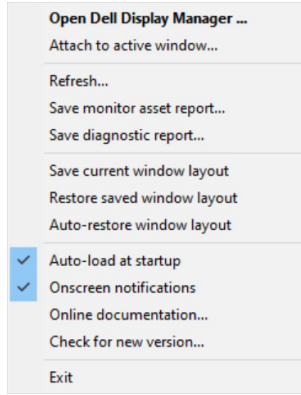 Open Dell Display Manager ...
Attach to active window...
Refresh...
Save monitor asset report...
Save diagnostic report...
Save current window layout
Restore saved window layout
Auto-restore window layout
Auto-load at startup
Onscreen notifications
Online documentation...
Check for new version...
Exit